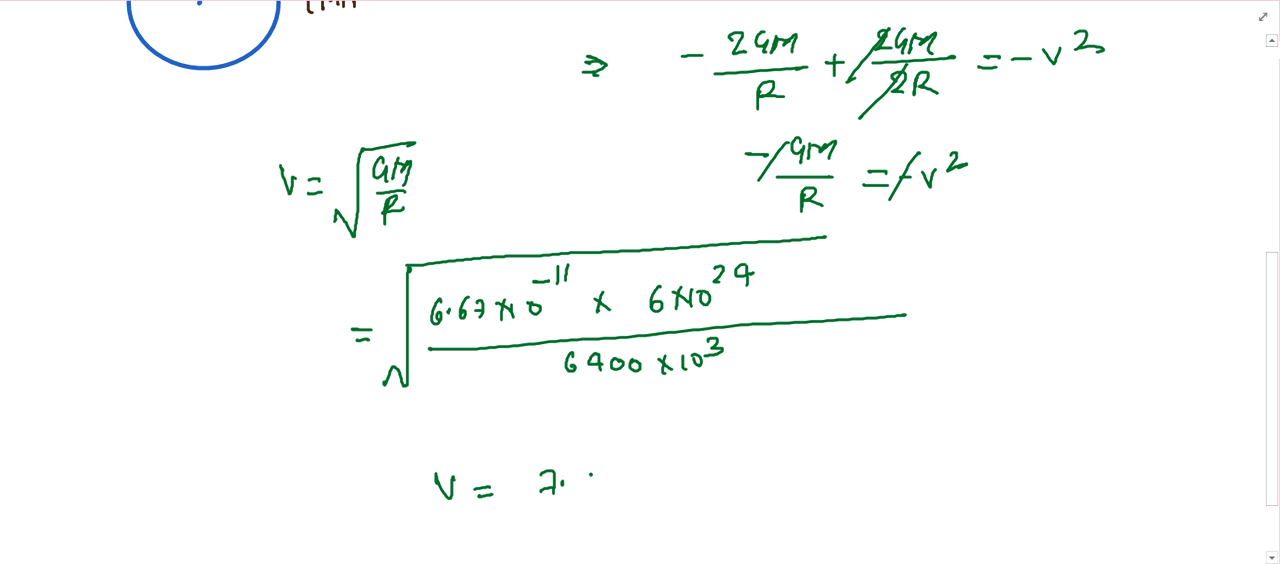 ⇒ - 2GM/R + 2GM/2R = - v²
- GM/R = - v²
V = √(GM/R)
= √((6.67 × 10⁻¹¹ × 6 × 10²⁴)/(6400 × 10³))
V = 7.